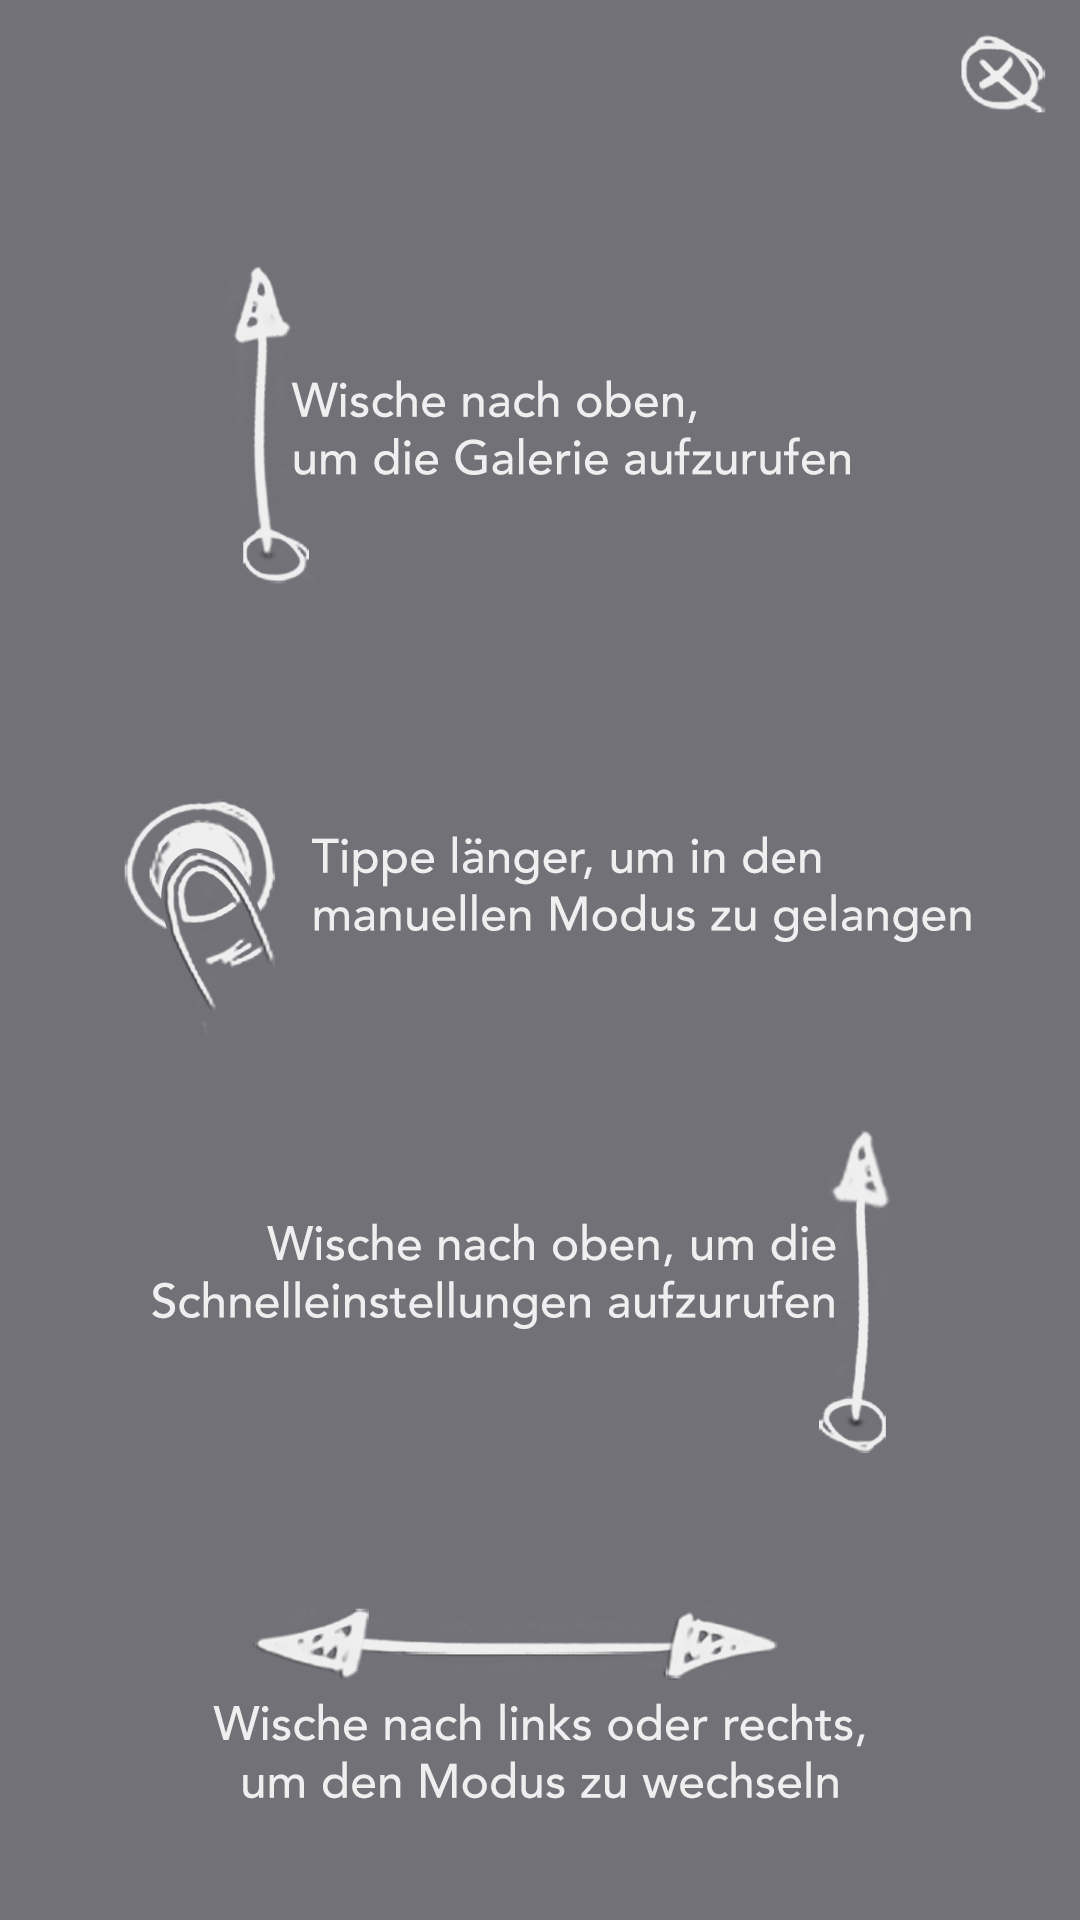 Wische nach oben,
um die Galerie aufzurufen
Tippe länger, um in den
manuellen Modus zu gelangen
Wische nach oben, um die
Schnelleinstellungen aufzurufen
Wische nach links oder rechts,
um den Modus zu wechseln